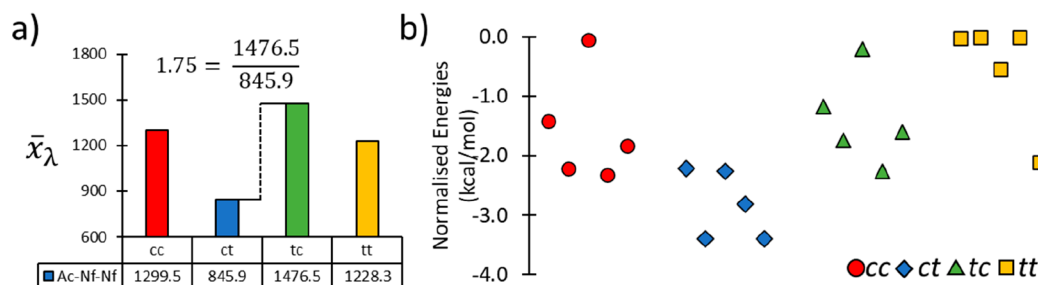 a)
1800
1500
1200
900
600
x̄λ
1.75 = 1476.5 / 845.9
cc ct tc tt
Ac-Nf-Nf 1299.5 845.9 1476.5 1228.3
b)
Normalised Energies
(kcal/mol)
0.0
-1.0
-2.0
-3.0
-4.0
cc ct tc tt